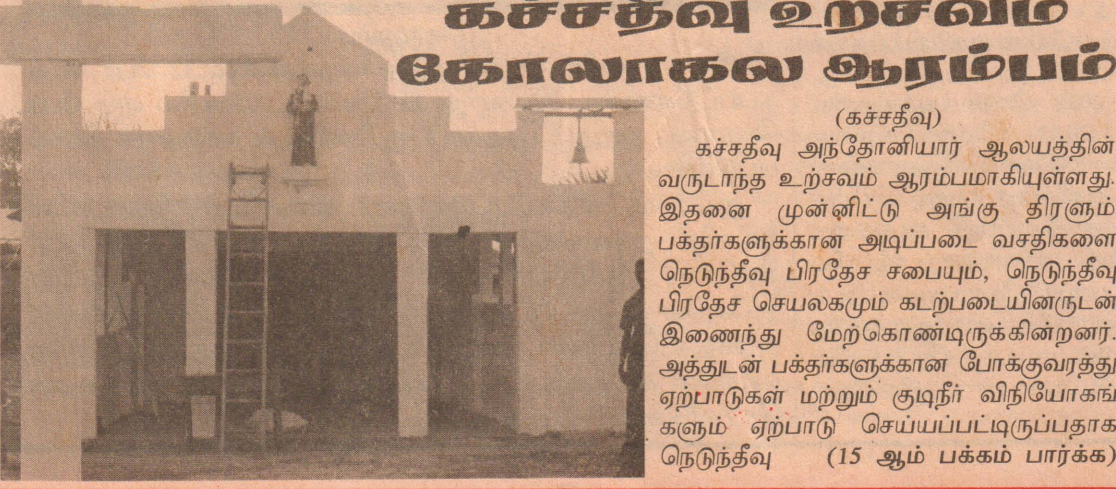 கச்சதீவு உற்சவம்
கோலாகல ஆரம்பம்
(கச்சதீவு)
கச்சதீவு அந்தோனியார் ஆலயத்தின்
வருடாந்த உற்சவம் ஆரம்பமாகியுள்ளது.
இதனை முன்னிட்டு அங்கு திரளும்
பக்தர்களுக்கான அடிப்படை வசதிகளை
நெடுந்தீவு பிரதேச சபையும், நெடுந்தீவு
பிரதேச செயலகமும் கடற்படையினருடன்
இணைந்து மேற்கொண்டிருக்கின்றனர்.
அத்துடன் பக்தர்களுக்கான போக்குவரத்து
ஏற்பாடுகள் மற்றும் குடிநீர் விநியோகங்
களும் ஏற்பாடு செய்யப்பட்டிருப்பதாக
நெடுந்தீவு (15 ஆம் பக்கம் பார்க்க)